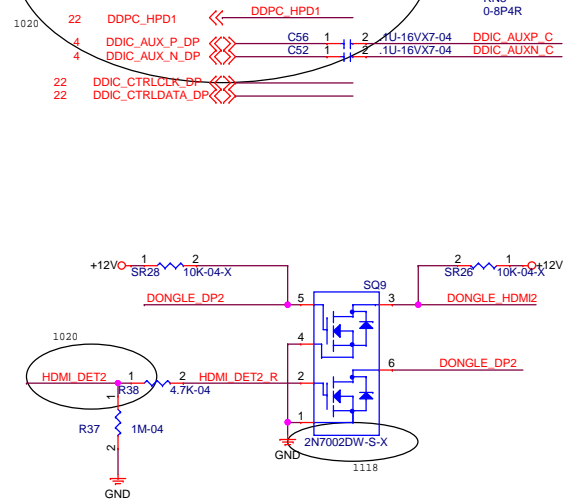 RN3
0-8P4R
22 DDPC_HPD1 DDPC_HPD1
1020
4 DDIC_AUX_P_DP C56 1 2 .1U-16VX7-04 DDIC_AUXP_C
4 DDIC_AUX_N_DP C52 1 2 .1U-16VX7-04 DDIC_AUXN_C
22 DDIC_CTRLCLK_DP
22 DDIC_CTRLDATA_DP
+12V 1 2 2 1 +12V
SR28 10K-04-X SR26 10K-04-X
SQ9
DONGLE_DP2 5 3 DONGLE_HDMI2
1020
4
6 DONGLE_DP2
HDMI_DET2 1 2 HDMI_DET2_R 2
R38 4.7K-04
1
1
R37 1M-04
2N7002DW-S-X
2
GND
1118
GND